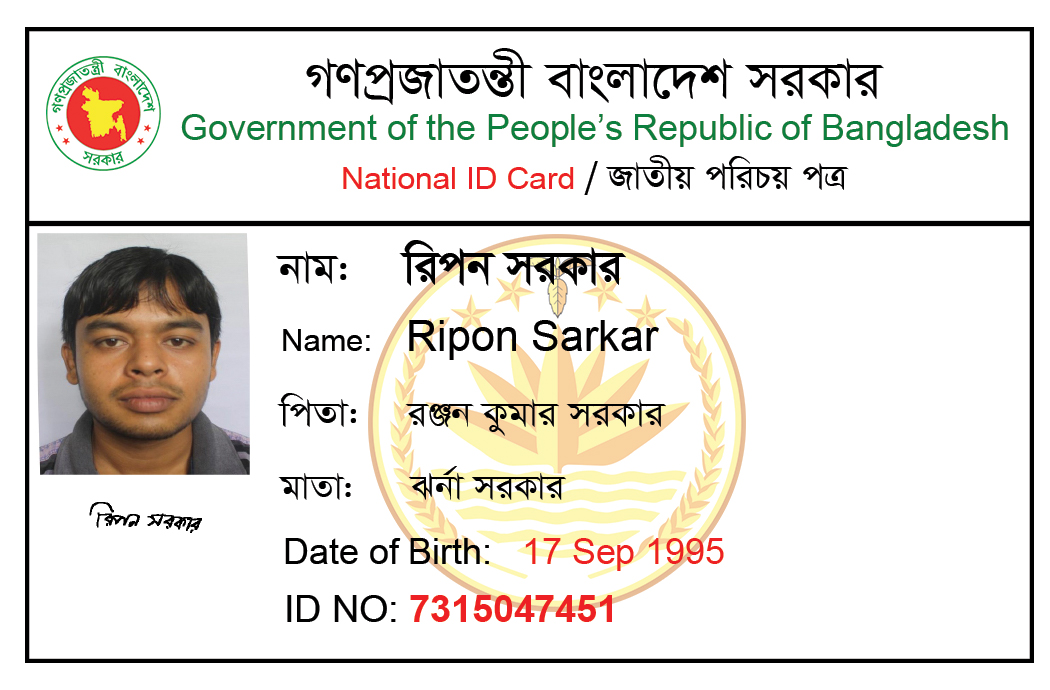 গণপ্রজাতন্ত্রী বাংলাদেশ
সরকার
গণপ্রজাতন্তী বাংলাদেশ সরকার
Government of the People’s Republic of Bangladesh
National ID Card / জাতীয় পরিচয় পত্র
নাম: রিপন সরকার
Name: Ripon Sarkar
পিতা: রঞ্জন কুমার সরকার
মাতা: ঝর্না সরকার
রিপন সরকার
Date of Birth: 17 Sep 1995
ID NO: 7315047451